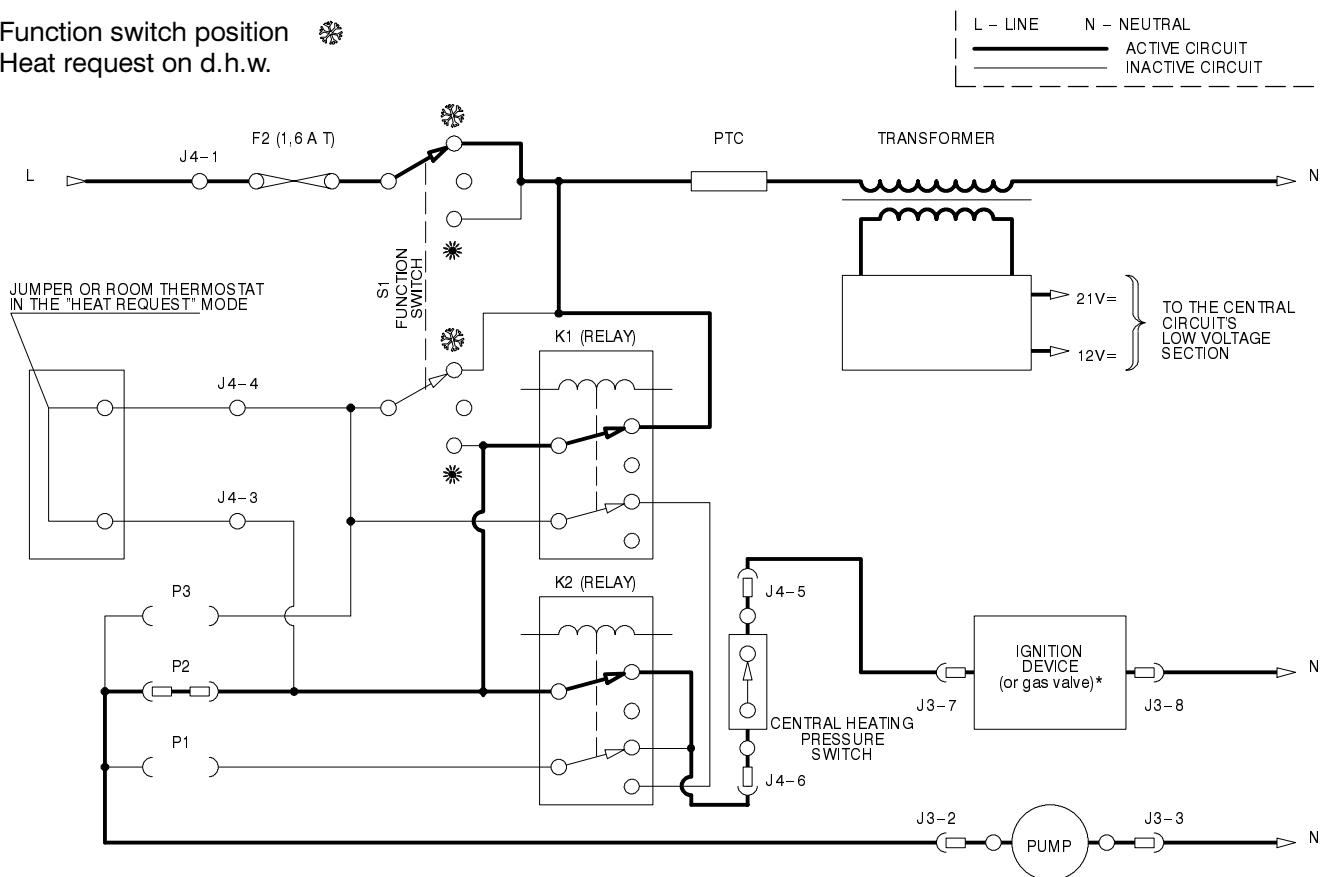 Function switch position
Heat request on d.h.w.
L – LINE N – NEUTRAL
ACTIVE CIRCUIT
INACTIVE CIRCUIT
L
J4–1
F2 (1,6 A T)
PTC
TRANSFORMER
N
S1
FUNCTION
SWITCH
JUMPER OR ROOM THERMOSTAT
IN THE "HEAT REQUEST" MODE
21V=
12V=
TO THE CENTRAL
CIRCUIT'S
LOW VOLTAGE
SECTION
K1 (RELAY)
J4–4
J4–3
K2 (RELAY)
P3
P2
P1
J4–5
CENTRAL HEATING
PRESSURE
SWITCH
J4–6
IGNITION
DEVICE
(or gas valve)*
J3–7
J3–8
N
J3–2
PUMP
J3–3
N